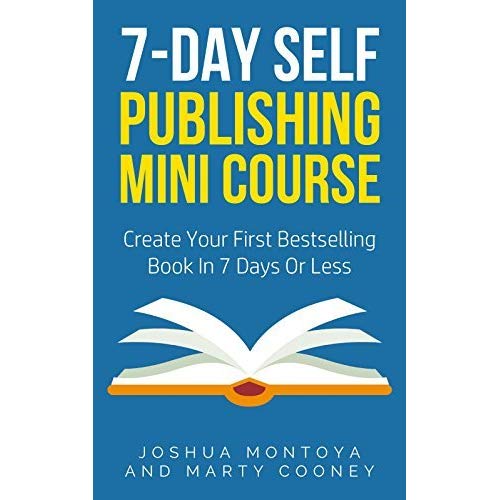 7-DAY SELF
PUBLISHING
MINI COURSE
Create Your First Bestselling
Book In 7 Days Or Less
JOSHUA MONTOYA
AND MARTY COONEY